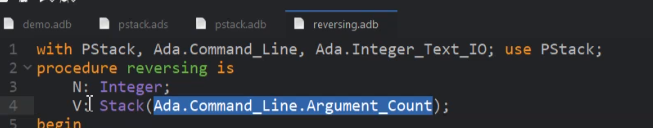 demo.adb pstack.ads pstack.adb reversing.adb
1 with PStack, Ada.Command_Line, Ada.Integer_Text_IO; use PStack;
2 procedure reversing is
3 N: Integer;
4 V: Stack(Ada.Command_Line.Argument_Count);
5 begin